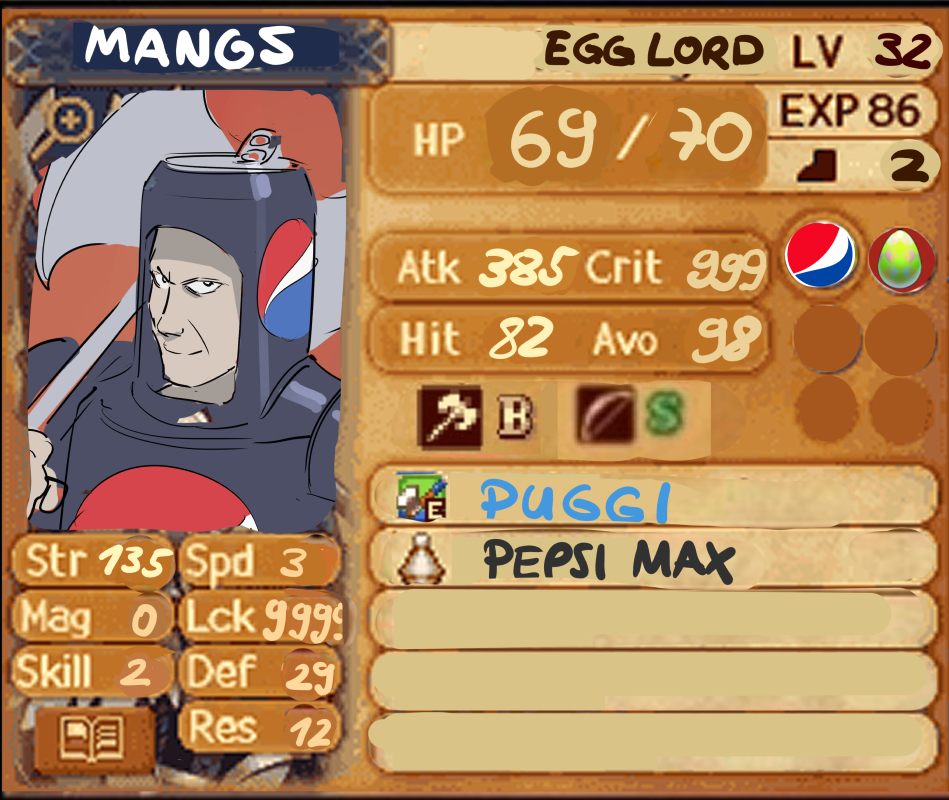 MANGS
EGG LORD LV 32
HP 69 / 70
EXP 86
2
Atk 385 Crit 999
Hit 82 Avo 98
B S
E PUGGI
PEPSI MAX
Str 135 Spd 3
Mag 0 Lck 9999
Skill 2 Def 29
Res 12